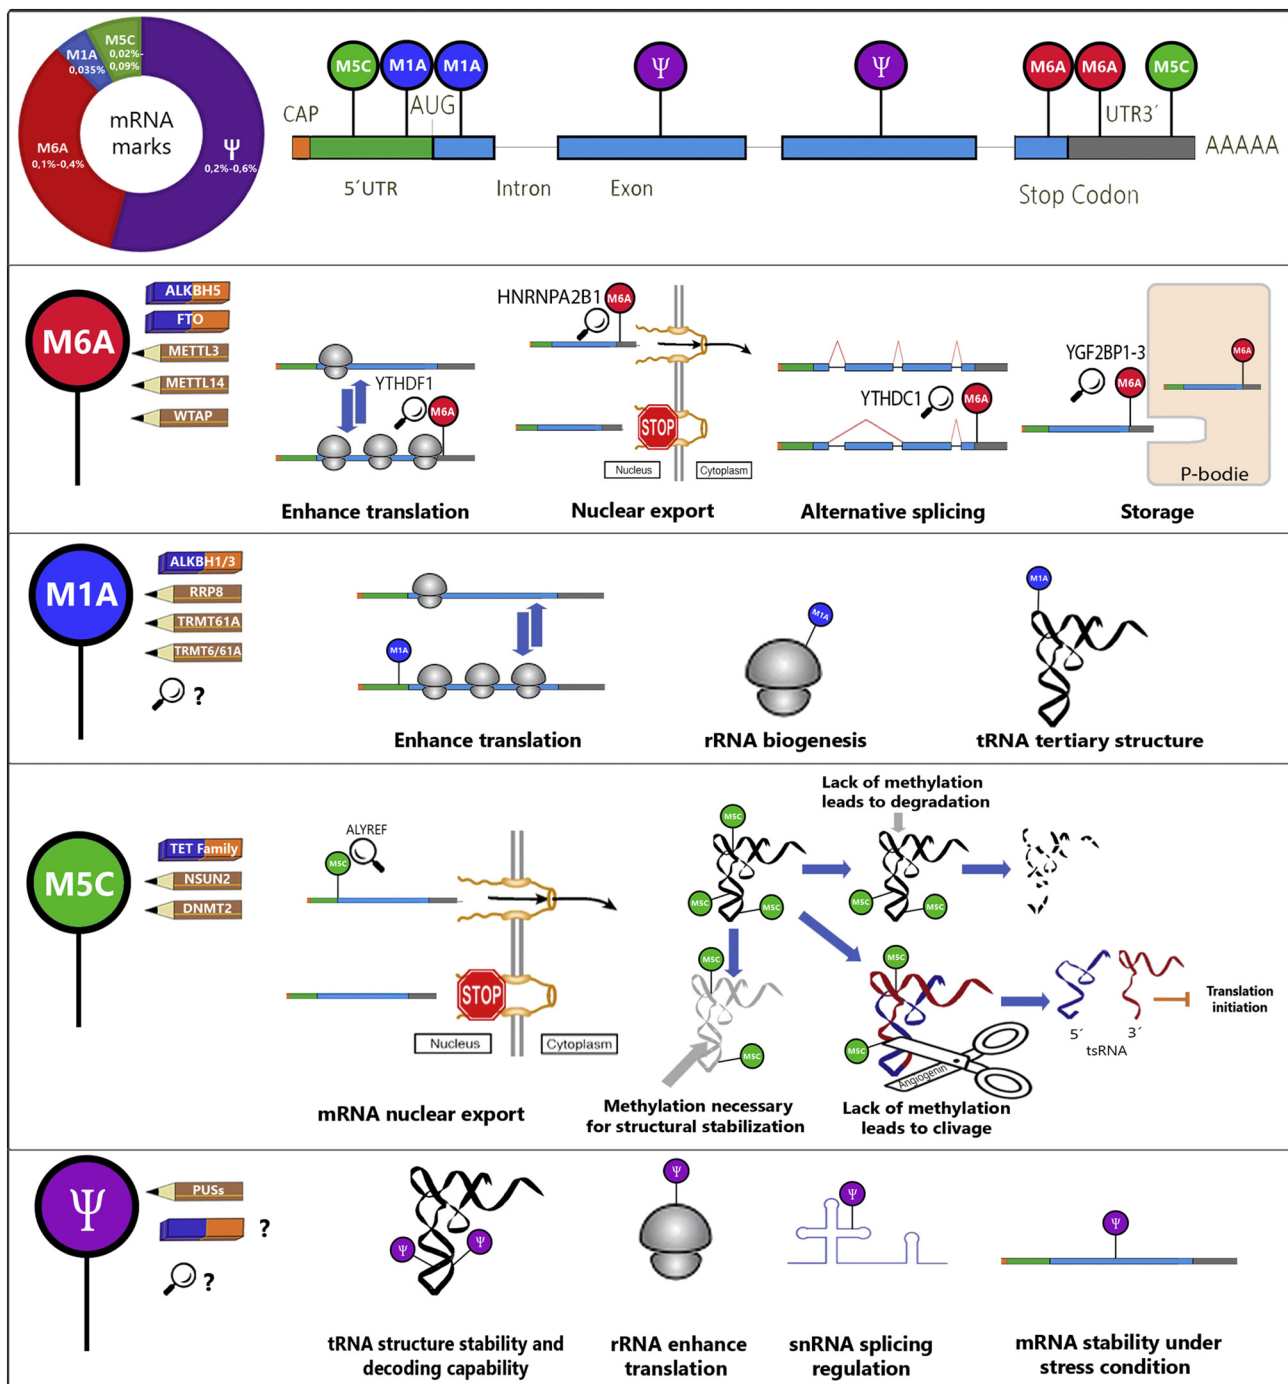 M5C
0,02%-
0,09%
M1A
0,035%
mRNA
marks
M6A
0,1%-0,4%
Ψ
0,2%-0,6%
M5C
M1A
M1A
Ψ
Ψ
M6A
M6A
M5C
CAP
AUG
UTR3´
AAAAA
5´UTR
Intron
Exon
Stop Codon
M6A
ALKBH5
FTO
METTL3
METTL14
WTAP
YTHDF1
M6A
Enhance translation
HNRNPA2B1
M6A
STOP
Nucleus
Cytoplasm
Nuclear export
YTHDC1
M6A
Alternative splicing
YGF2BP1-3
M6A
M6A
P-bodie
Storage
M1A
ALKBH1/3
RRP8
TRMT61A
TRMT6/61A
?
M1A
Enhance translation
M1A
rRNA biogenesis
M1A
tRNA tertiary structure
M5C
TET Family
NSUN2
DNMT2
ALYREF
M5C
STOP
Nucleus
Cytoplasm
mRNA nuclear export
M5C
M5C
M5C
Lack of methylation
leads to degradation
M5C
M5C
M5C
M5C
Methylation necessary
for structural stabilization
M5C
M5C
Angiogenin
Lack of methylation
leads to clivage
5´
3´
tsRNA
Translation
initiation
Ψ
PUSs
?
?
Ψ
Ψ
tRNA structure stability and
decoding capability
Ψ
rRNA enhance
translation
Ψ
snRNA splicing
regulation
Ψ
mRNA stability under
stress condition